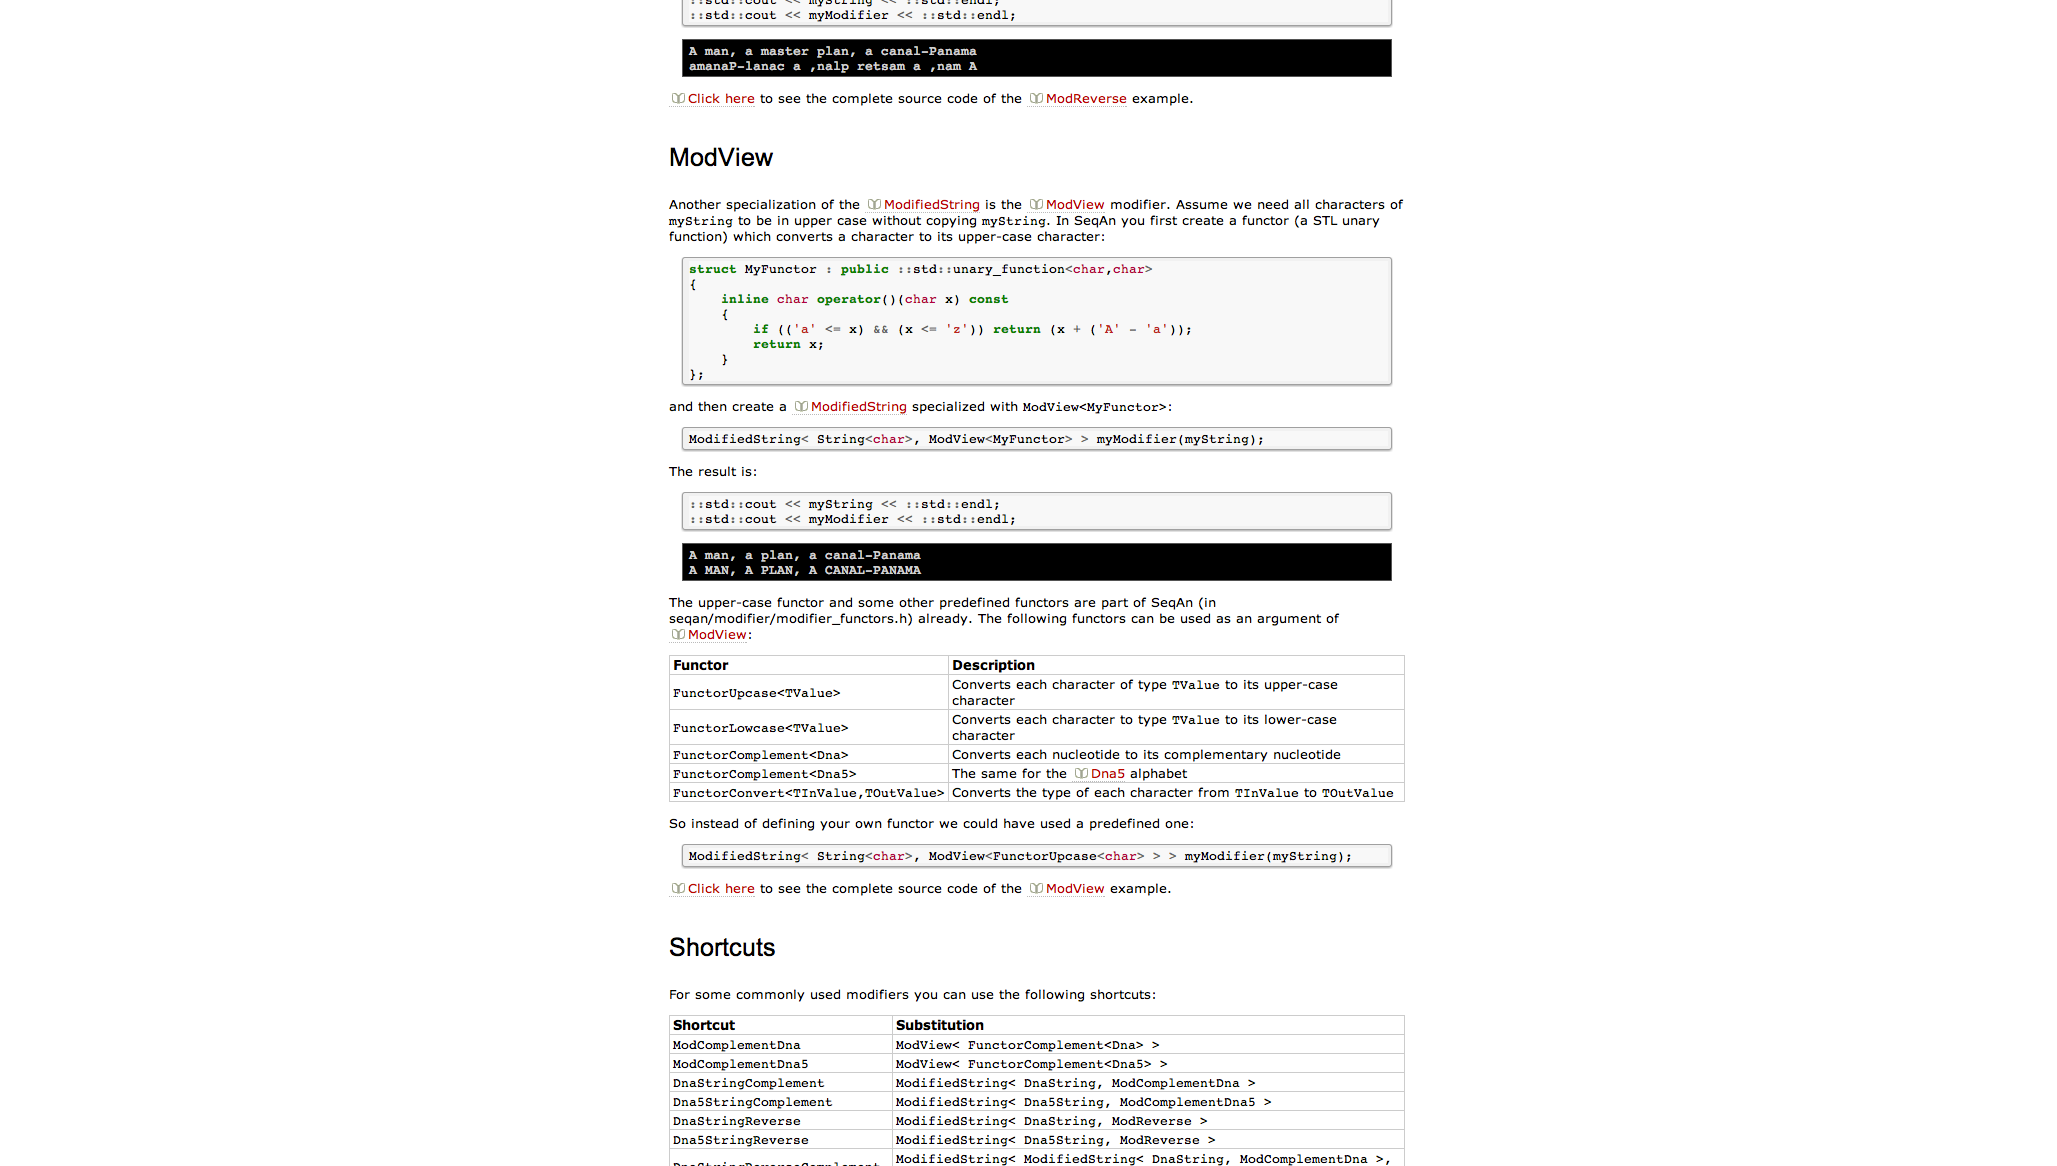 ::std::cout << myString << ::std::endl;
::std::cout << myModifier << ::std::endl;
A man, a master plan, a canal-Panama
amanaP-lanac a ,nalp retsam a ,nam A
Click here to see the complete source code of the ModReverse example.
ModView
Another specialization of the ModifiedString is the ModView modifier. Assume we need all characters of
myString to be in upper case without copying myString. In SeqAn you first create a functor (a STL unary
function) which converts a character to its upper-case character:
struct MyFunctor : public ::std::unary_function<char,char>
{
    inline char operator()(char x) const
    {
        if (('a' <= x) && (x <= 'z')) return (x + ('A' - 'a'));
        return x;
    }
};
and then create a ModifiedString specialized with ModView<MyFunctor>:
ModifiedString< String<char>, ModView<MyFunctor> > myModifier(myString);
The result is:
::std::cout << myString << ::std::endl;
::std::cout << myModifier << ::std::endl;
A man, a plan, a canal-Panama
A MAN, A PLAN, A CANAL-PANAMA
The upper-case functor and some other predefined functors are part of SeqAn (in
seqan/modifier/modifier_functors.h) already. The following functors can be used as an argument of
ModView:
Functor Description
FunctorUpcase<TValue> Converts each character of type TValue to its upper-case
character
FunctorLowcase<TValue> Converts each character to type TValue to its lower-case
character
FunctorComplement<Dna> Converts each nucleotide to its complementary nucleotide
FunctorComplement<Dna5> The same for the Dna5 alphabet
FunctorConvert<TInValue,TOutValue> Converts the type of each character from TInValue to TOutValue
So instead of defining your own functor we could have used a predefined one:
ModifiedString< String<char>, ModView<FunctorUpcase<char> > > myModifier(myString);
Click here to see the complete source code of the ModView example.
Shortcuts
For some commonly used modifiers you can use the following shortcuts:
Shortcut Substitution
ModComplementDna ModView< FunctorComplement<Dna> >
ModComplementDna5 ModView< FunctorComplement<Dna5> >
DnaStringComplement ModifiedString< DnaString, ModComplementDna >
Dna5StringComplement ModifiedString< Dna5String, ModComplementDna5 >
DnaStringReverse ModifiedString< DnaString, ModReverse >
Dna5StringReverse ModifiedString< Dna5String, ModReverse >
ModifiedString< ModifiedString< DnaString, ModComplementDna >,